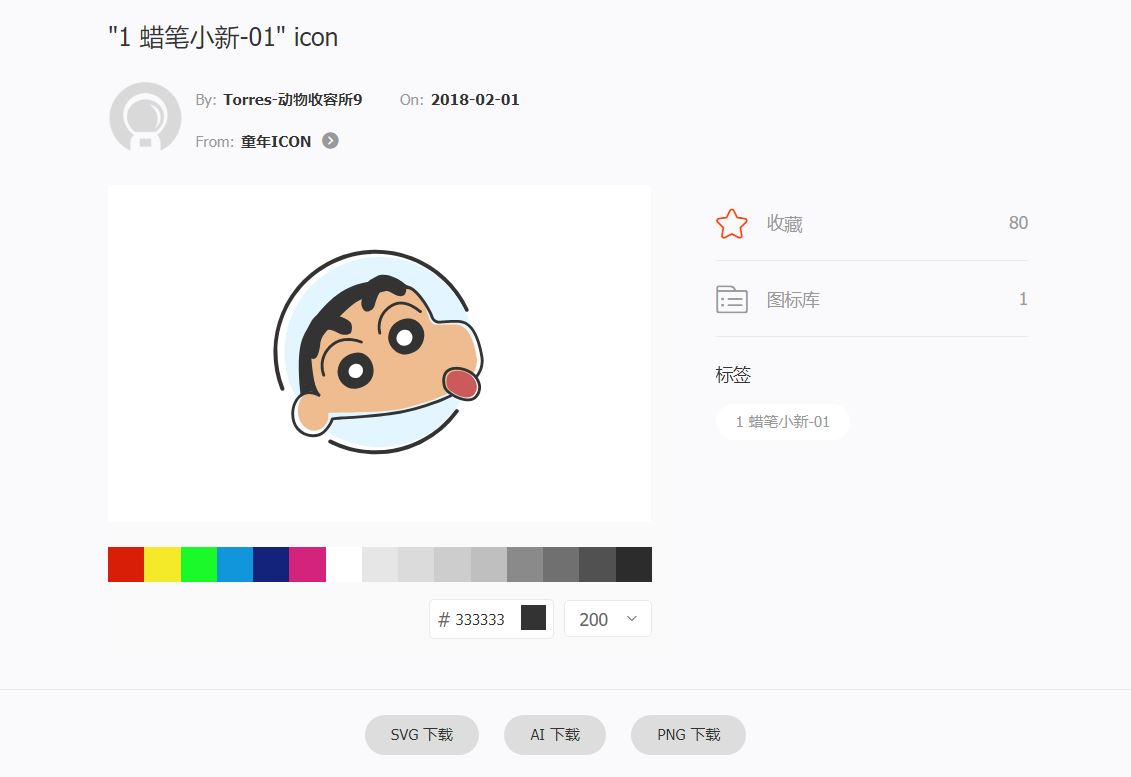 "1 蜡笔小新-01" icon
By: Torres-动物收容所9 On: 2018-02-01
From: 童年ICON
收藏 80
图标库 1
标签
1 蜡笔小新-01
# 333333 200
SVG 下载 AI 下载 PNG 下载